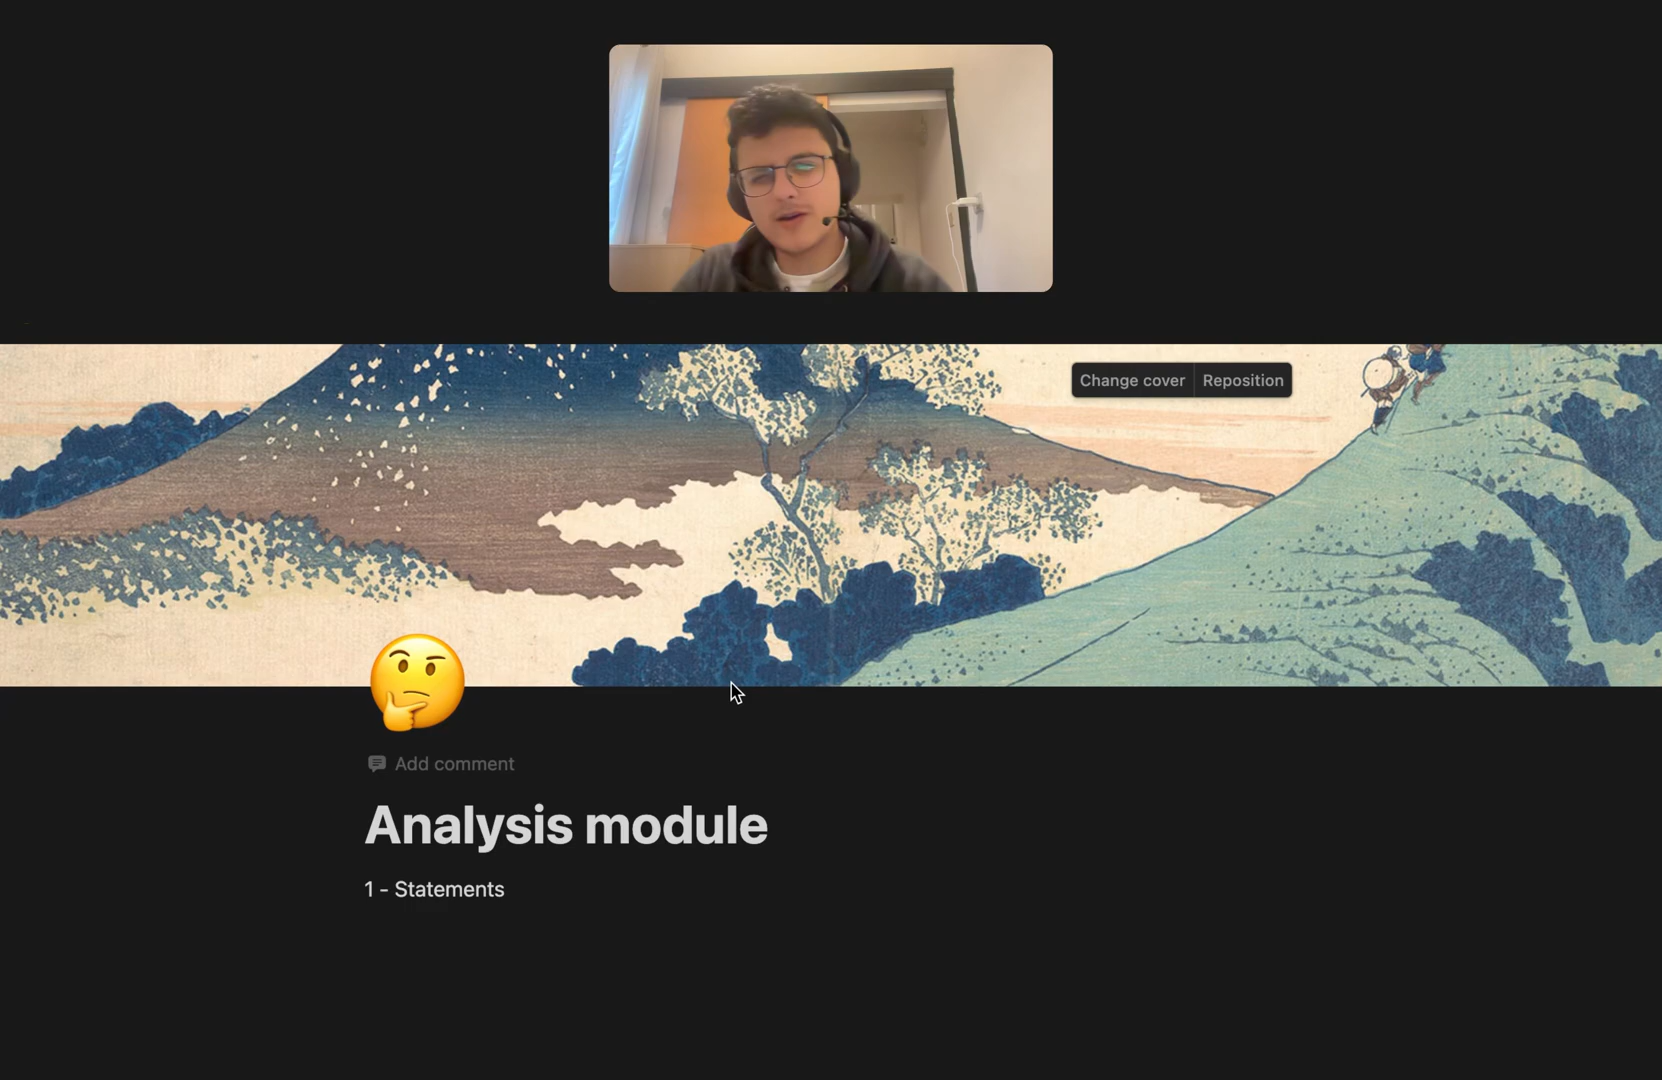 Change cover Reposition
Add comment
Analysis module
1 - Statements